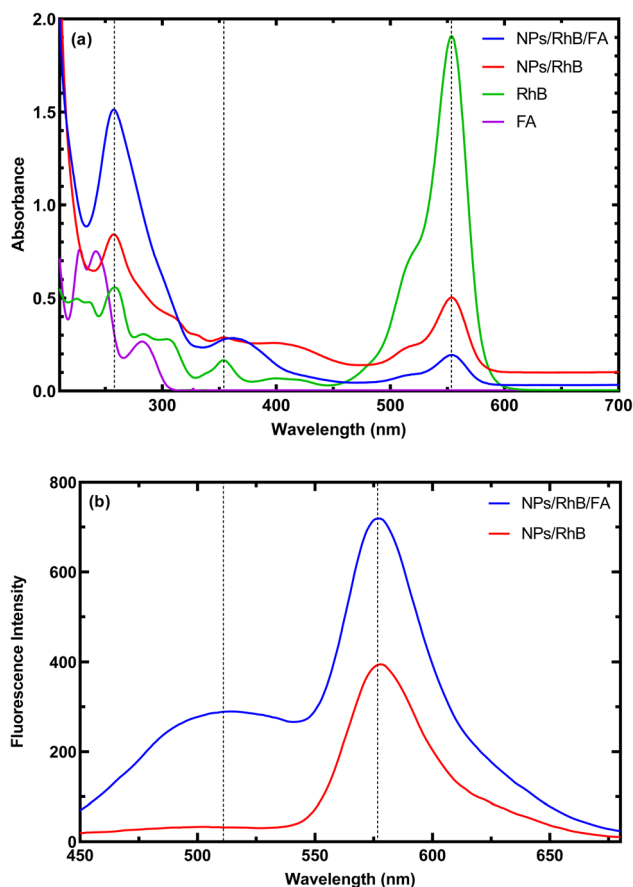 (a)
NPs/RhB/FA
NPs/RhB
RhB
FA
2.0
1.5
1.0
0.5
0.0
Absorbance
300 400 500 600 700
Wavelength (nm)
(b)
NPs/RhB/FA
NPs/RhB
800
600
400
200
0
Fluorescence Intensity
450 500 550 600 650
Wavelength (nm)